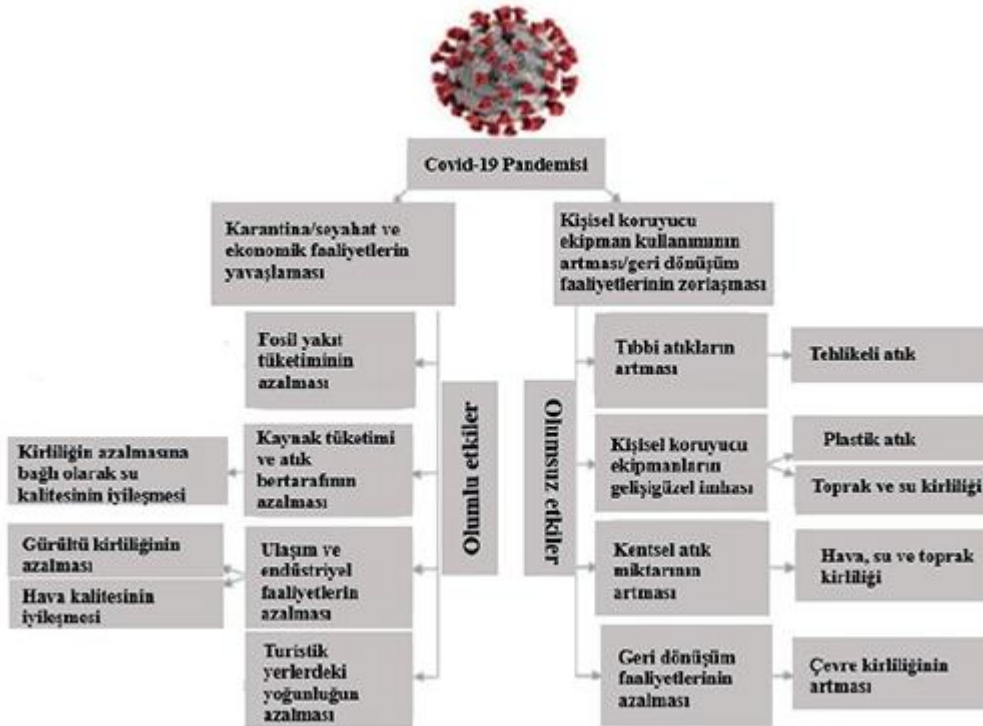 Covid-19 Pandemisi
Karantina/seyahat ve
ekonomik faaliyetlerin
yavaşlaması
Kişisel koruyucu
ekipman kullanımının
artması/geri dönüşüm
faaliyetlerinin zorlaşması
Olumlu etkiler
Fosil yakıt
tüketiminin
azalması
Kaynak tüketimi
ve atık
bertarafının
azalması
Kirliliğin azalmasına
bağlı olarak su
kalitesinin iyileşmesi
Ulaşım ve
endüstriyel
faaliyetlerin
azalması
Gürültü kirliliğinin
azalması
Hava kalitesinin
iyileşmesi
Turistik
yerlerdeki
yoğunluğun
azalması
Olumsuz etkiler
Tıbbi atıkların
artması
Tehlikeli atık
Kişisel koruyucu
ekipmanların
gelişigüzel imhası
Plastik atık
Toprak ve su kirliliği
Kentsel atık
miktarının
artması
Hava, su ve toprak
kirliliği
Geri dönüşüm
faaliyetlerinin
azalması
Çevre kirliliğinin
artması